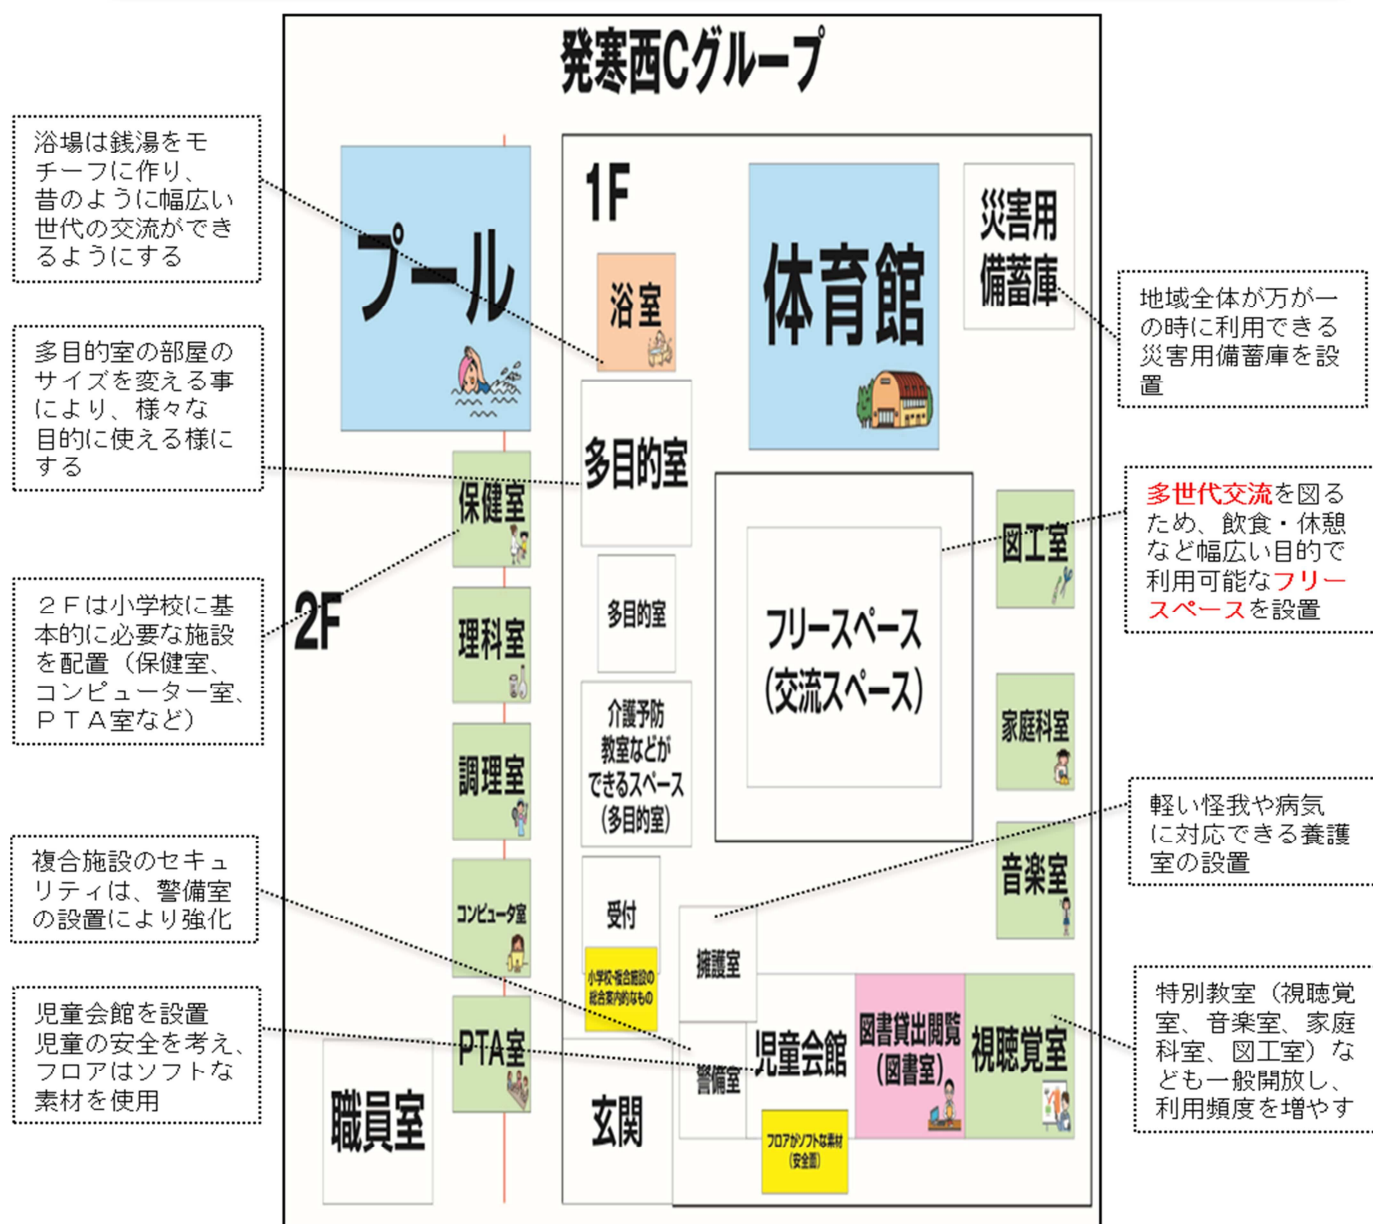 発寒西Cグループ
浴場は銭湯をモ
チーフに作り、
昔のように幅広い
世代の交流ができ
るようにする
多目的室の部屋の
サイズを変える事
により、様々な
目的に使える様に
する
２Ｆは小学校に基
本的に必要な施設
を配置（保健室、
コンピューター室、
ＰＴＡ室など）
複合施設のセキュ
リティは、警備室
の設置により強化
児童会館を設置
児童の安全を考え、
フロアはソフトな
素材を使用
プール
2F
保健室
理科室
調理室
コンピュータ室
PTA室
職員室
1F
浴室
多目的室
多目的室
介護予防
教室などが
できるスペース
(多目的室)
受付
小学校・複合施設の
総合案内的なもの
玄関
体育館
災害用
備蓄庫
フリースペース
(交流スペース)
図工室
家庭科室
音楽室
擁護室
警備室
児童会館
フロアがソフトな素材
(安全面)
図書貸出閲覧
(図書室)
視聴覚室
地域全体が万が一
の時に利用できる
災害用備蓄庫を設
置
多世代交流を図る
ため、飲食・休憩
など幅広い目的で
利用可能なフリー
スペースを設置
軽い怪我や病気
に対応できる養護
室の設置
特別教室（視聴覚
室、音楽室、家庭
科室、図工室）な
ども一般開放し、
利用頻度を増やす